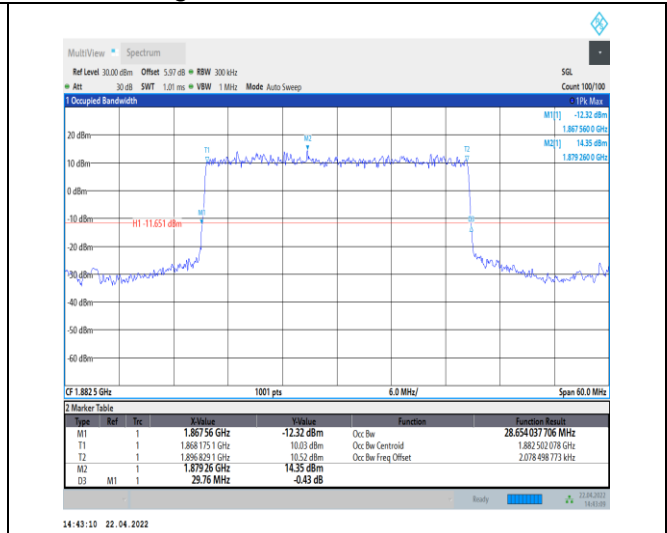 MultiView Spectrum
Ref Level 30.00 dBm Offset 5.97 dB RBW 300 kHz SGL
Att 30 dB SWT 1.01 ms VBW 1 MHz Mode Auto Sweep Count 100/100
1 Occupied Bandwidth 1Pk Max
M1[1] -12.32 dBm
1.867 560 0 GHz
M2[1] 14.35 dBm
1.879 260 0 GHz
20 dBm
M2
T1
T2
10 dBm
0 dBm
-10 dBm
M1
H1 -11.651 dBm
-20 dBm
-30 dBm
-40 dBm
-50 dBm
-60 dBm
CF 1.882 5 GHz 1001 pts 6.0 MHz/ Span 60.0 MHz
2 Marker Table
Type Ref Trc X-Value Y-Value Function Function Result
M1 1 1.867 56 GHz -12.32 dBm Occ Bw 28.654 037 706 MHz
T1 1 1.868 175 1 GHz 10.03 dBm Occ Bw Centroid 1.882 502 078 GHz
T2 1 1.896 829 1 GHz 10.52 dBm Occ Bw Freq Offset 2.078 498 773 kHz
M2 1 1.879 26 GHz 14.35 dBm
D3 M1 1 29.76 MHz -0.43 dB
Ready 22.04.2022
14:43:10 22.04.2022